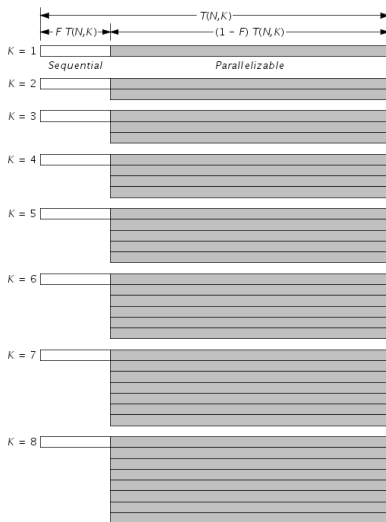 T(N,K)
F T(N,K)
(1 – F) T(N,K)
K = 1
Sequential
Parallelizable
K = 2
K = 3
K = 4
K = 5
K = 6
K = 7
K = 8